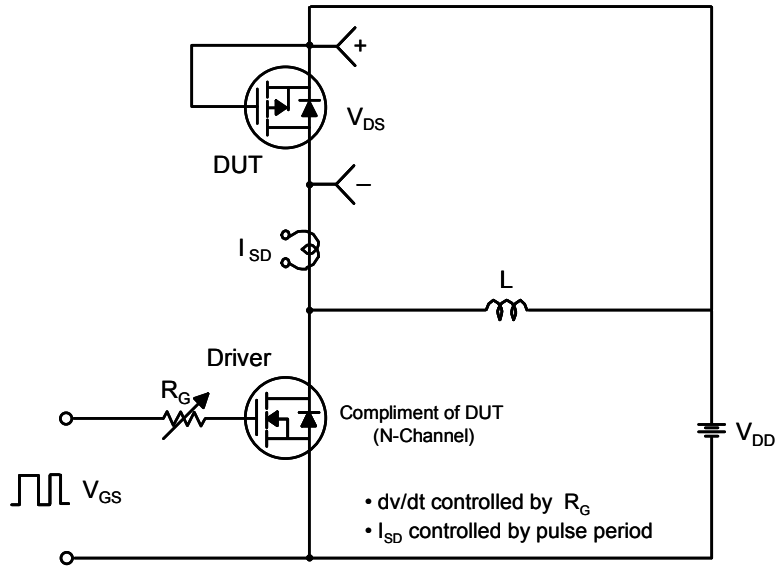 +
V_DS
DUT
–
I_SD
L
Driver
R_G
Compliment of DUT
(N-Channel)
V_DD
V_GS
• dv/dt controlled by R_G
• I_SD controlled by pulse period